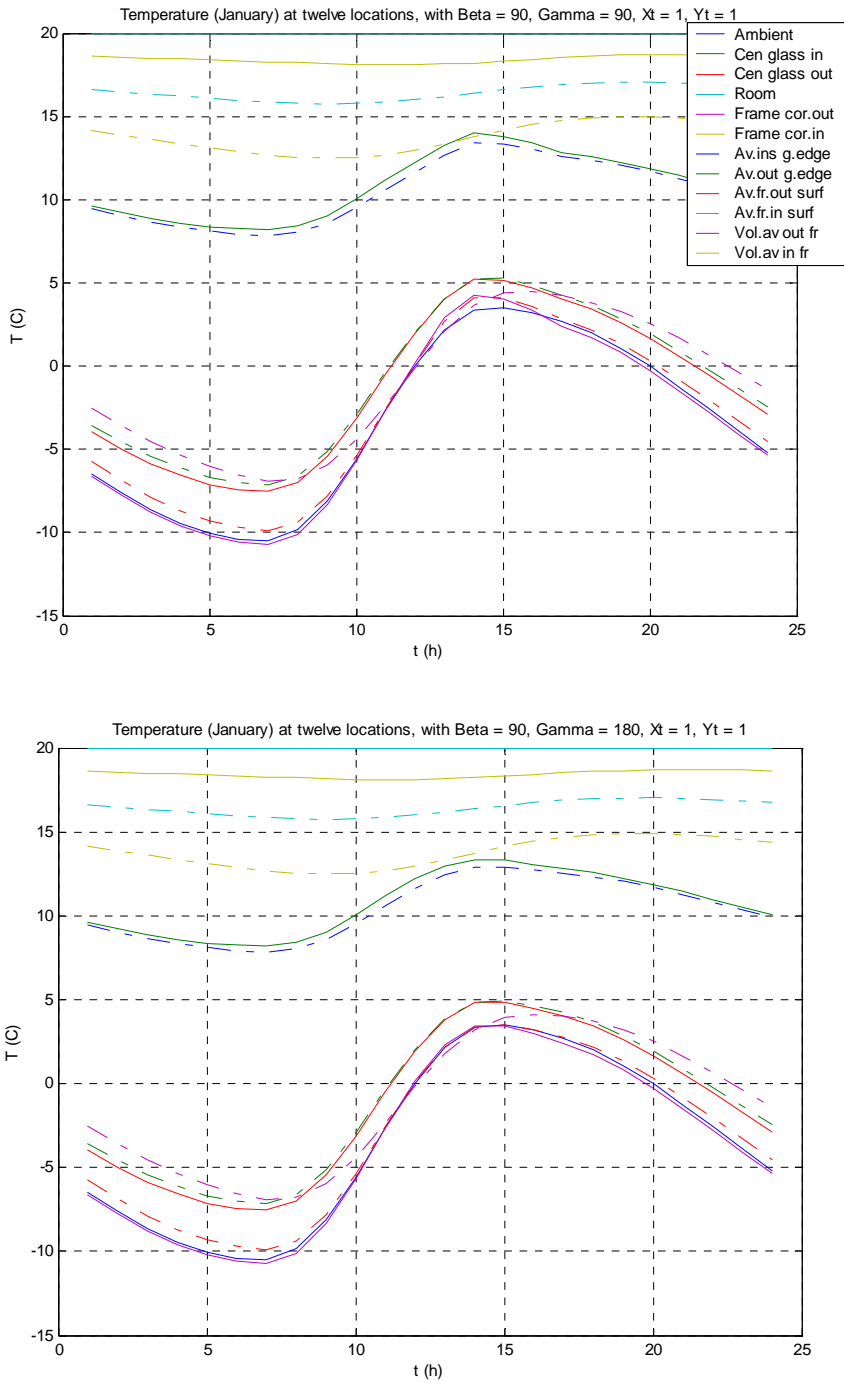 Temperature (January) at twelve locations, with Beta = 90, Gamma = 90, Xt = 1, Yt = 1
20
15
10
5
0
-5
-10
-15
T (C)
0 5 10 15 20 25
t (h)
Ambient
Cen glass in
Cen glass out
Room
Frame cor.out
Frame cor.in
Av.ins g.edge
Av.out g.edge
Av.fr.out surf
Av.fr.in surf
Vol.av out fr
Vol.av in fr
Temperature (January) at twelve locations, with Beta = 90, Gamma = 180, Xt = 1, Yt = 1
20
15
10
5
0
-5
-10
-15
T (C)
0 5 10 15 20 25
t (h)